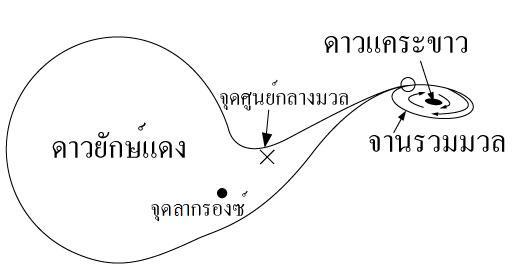 ดาวแคระขาว
จุดศูนย์กลางมวล
ดาวยักษ์แดง
จานรวมมวล
จุดลากรองช์